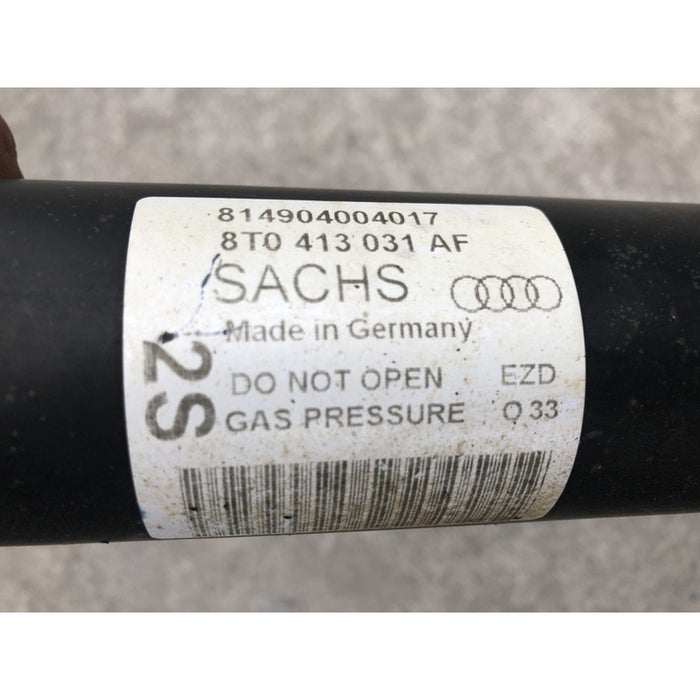 814904004017
8T0 413 031 AF
SACHS
Made in Germany
2S
DO NOT OPEN EZD
GAS PRESSURE Q 33